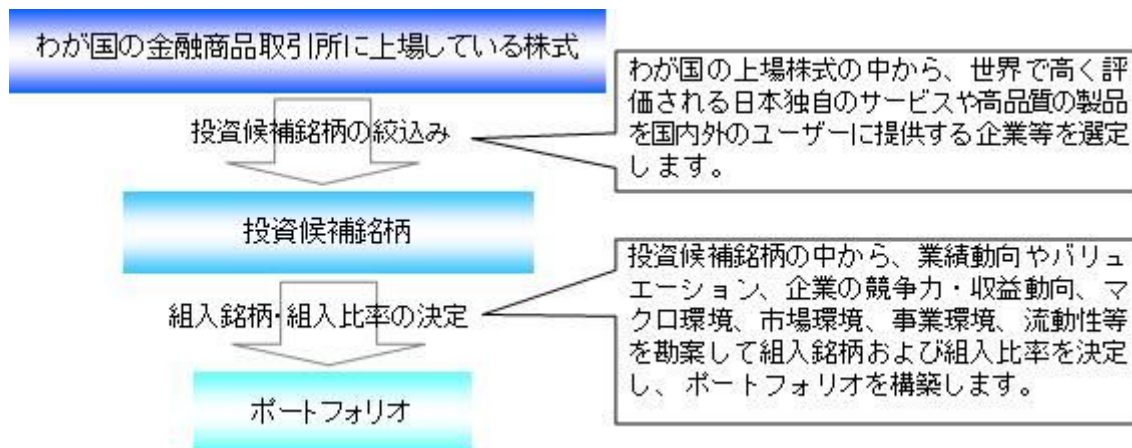 わが国の金融商品取引所に上場している株式
投資候補銘柄の絞込み
わが国の上場株式の中から、世界で高く評
価される日本独自のサービスや高品質の製品
を国内外のユーザーに提供する企業等を選定
します。
投資候補銘柄
組入銘柄・組入比率の決定
投資候補銘柄の中から、業績動向やバリュ
エーション、企業の競争力・収益動向、マ
クロ環境、市場環境、事業環境、流動性等
を勘案して組入銘柄および組入比率を決定
し、ポートフォリオを構築します。
ポートフォリオ